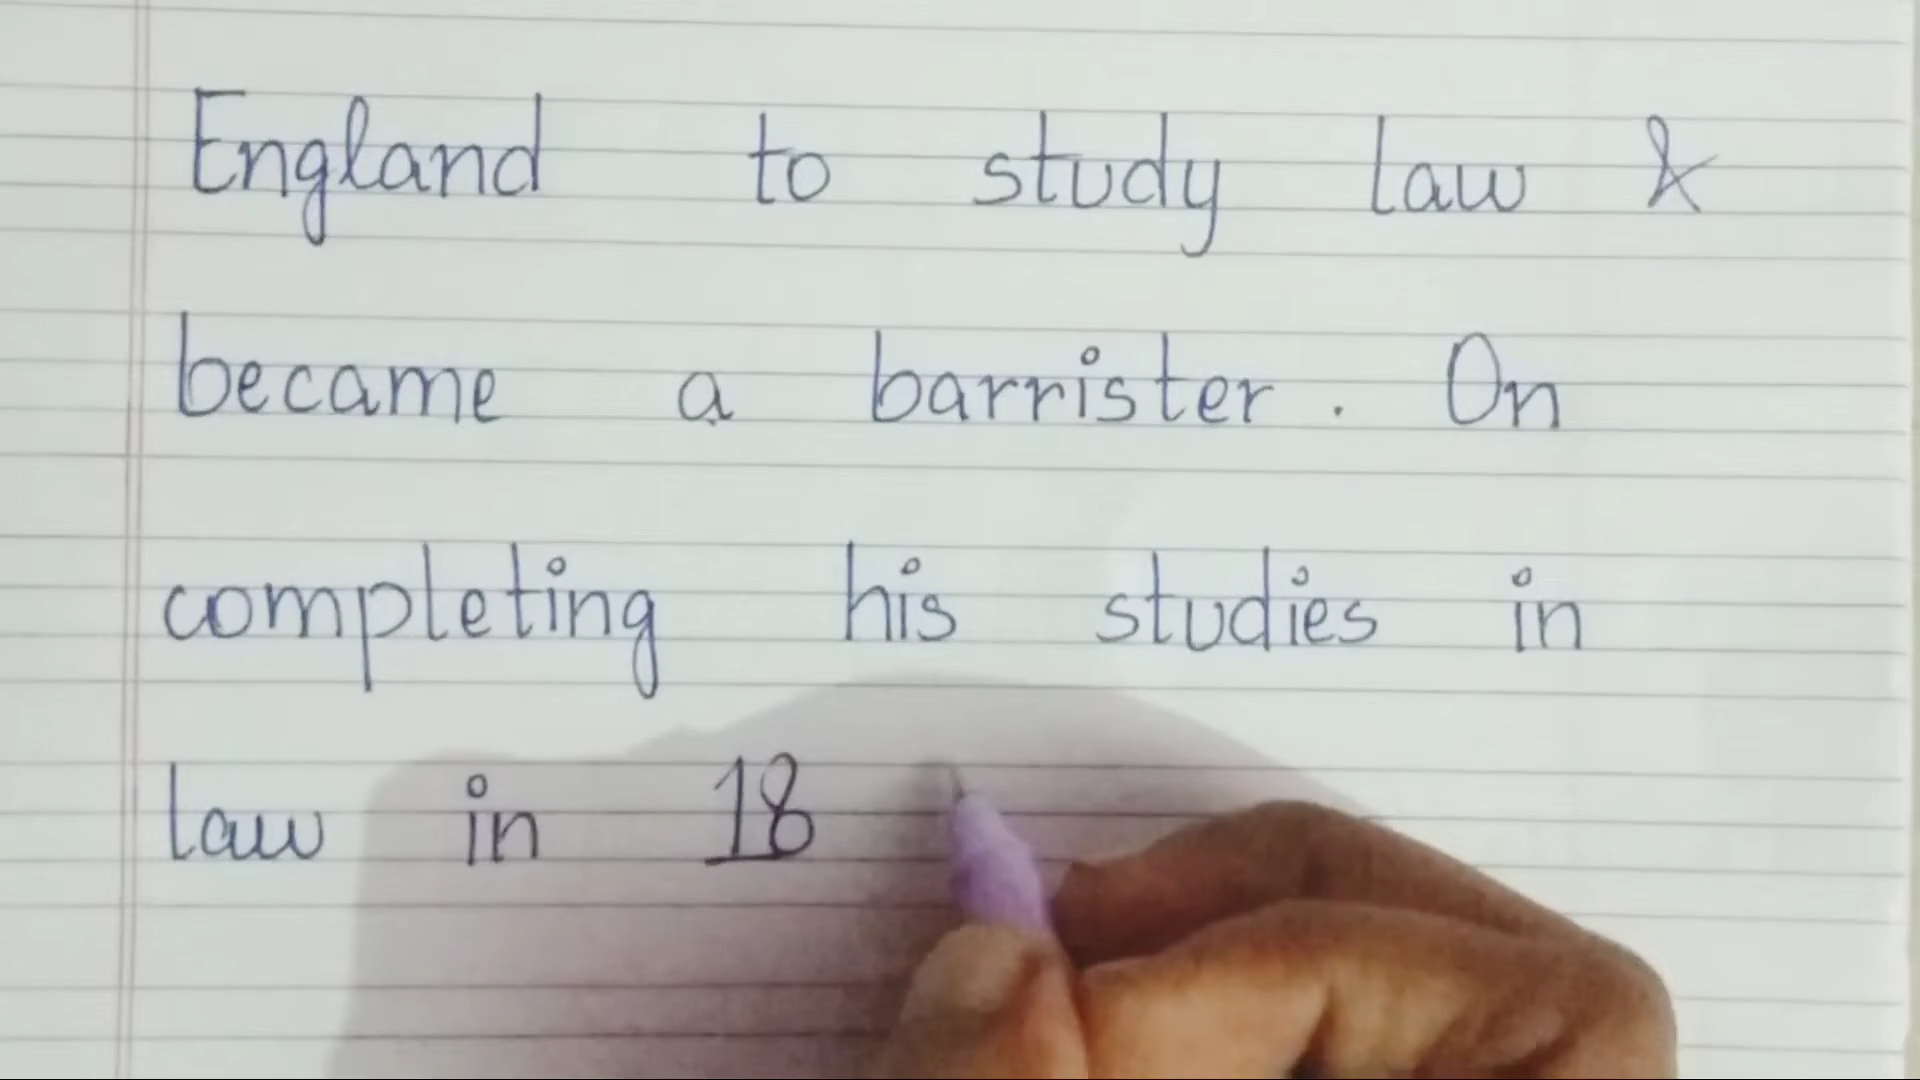 England to study law &
became a barrister. On
completing his studies in
law in 18